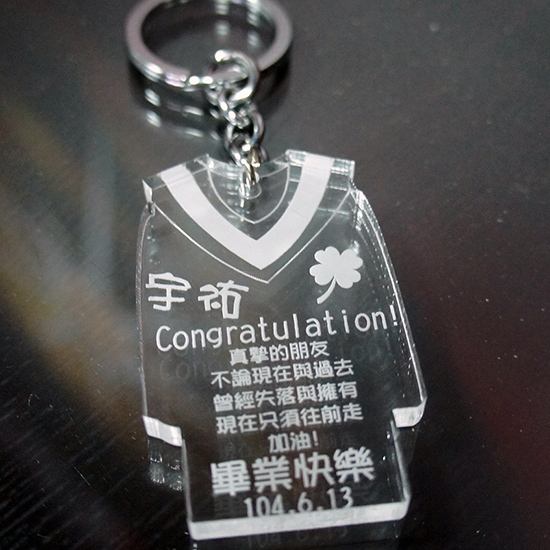 宇祐
Congratulation!
真摯的朋友
不論現在與過去
曾經失落與擁有
現在只須往前走
加油!
畢業快樂
104.6.13